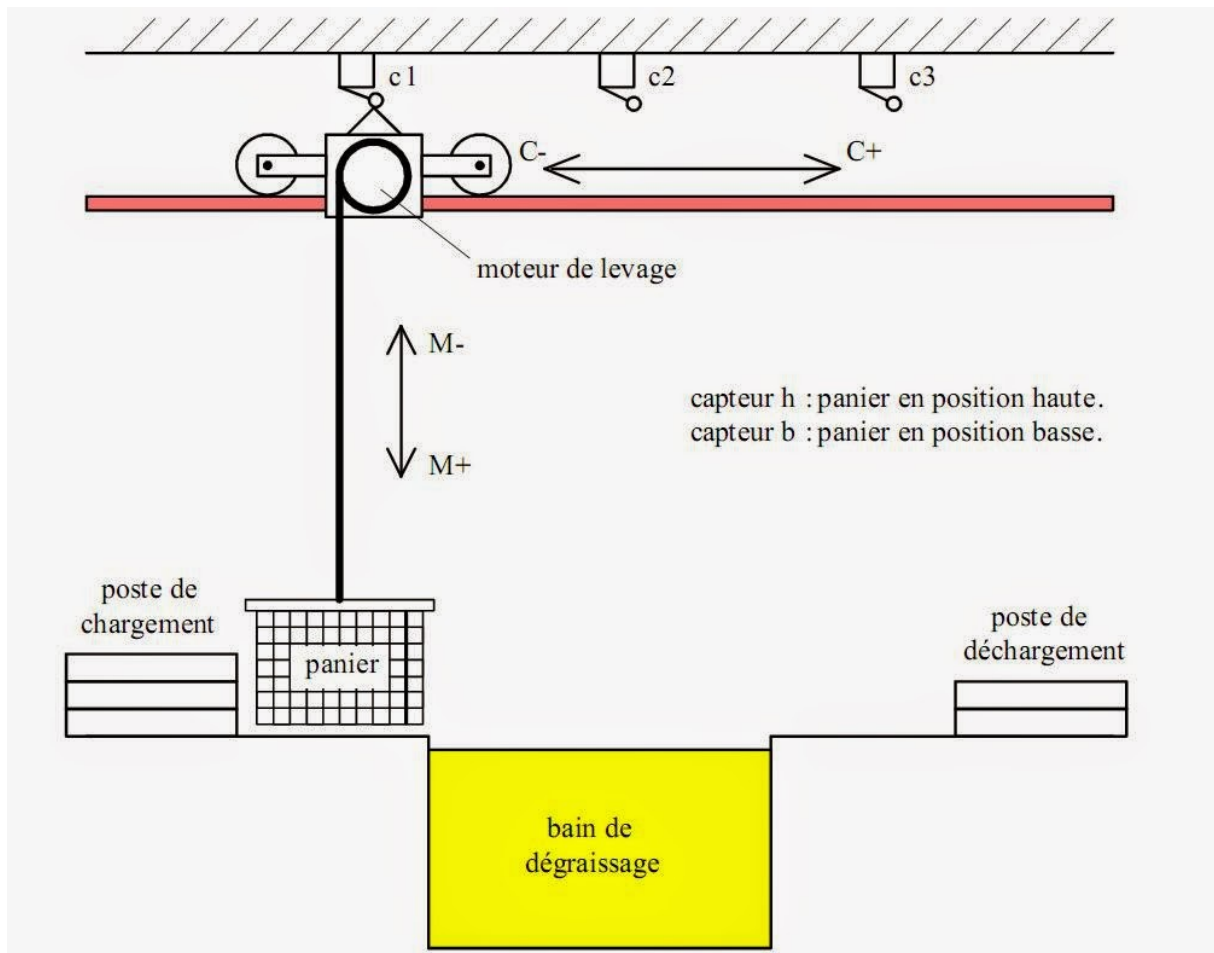 c1
c2
c3
C-
C+
moteur de levage
M-
M+
capteur h : panier en position haute.
capteur b : panier en position basse.
poste de
chargement
panier
poste de
déchargement
bain de
dégraissage